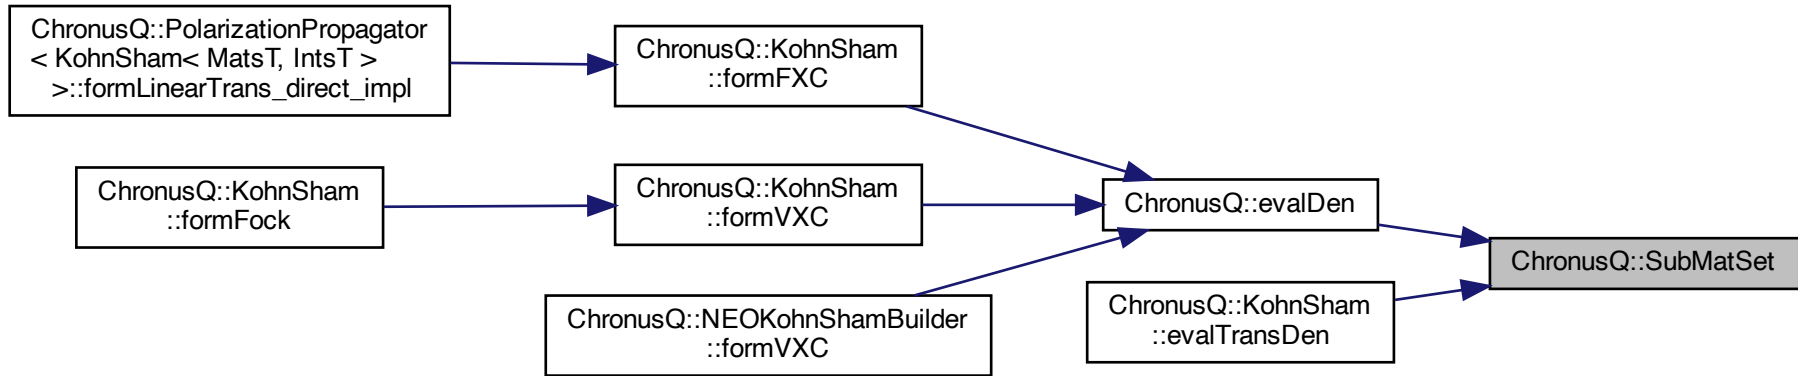 ChronusQ::PolarizationPropagator
< KohnSham< MatsT, IntsT >
>::formLinearTrans_direct_impl
ChronusQ::KohnSham
::formFXC
ChronusQ::KohnSham
::formFock
ChronusQ::KohnSham
::formVXC
ChronusQ::evalDen
ChronusQ::SubMatSet
ChronusQ::NEOKohnShamBuilder
::formVXC
ChronusQ::KohnSham
::evalTransDen